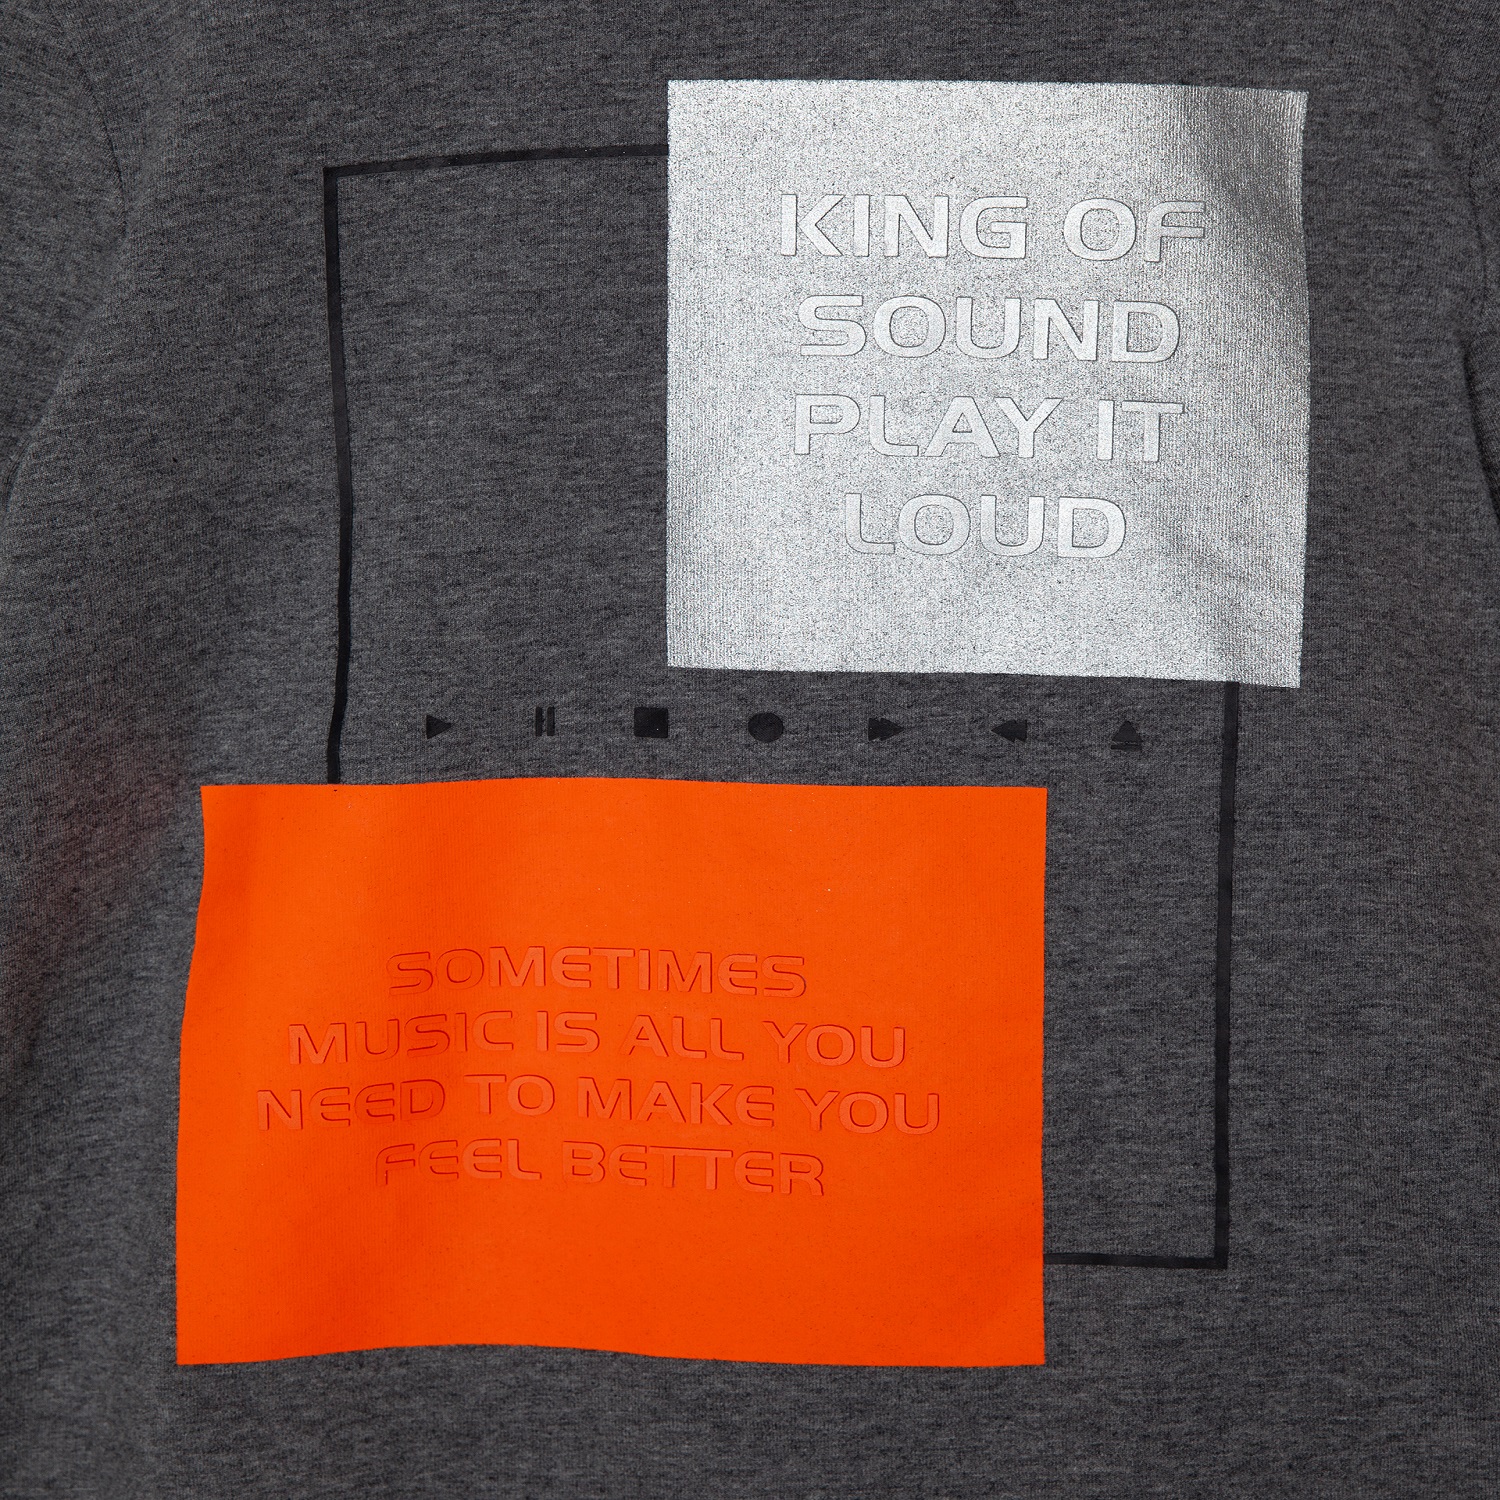 KING OF
SOUND
PLAY IT
LOUD
SOMETIMES
MUSIC IS ALL YOU
NEED TO MAKE YOU
FEEL BETTER